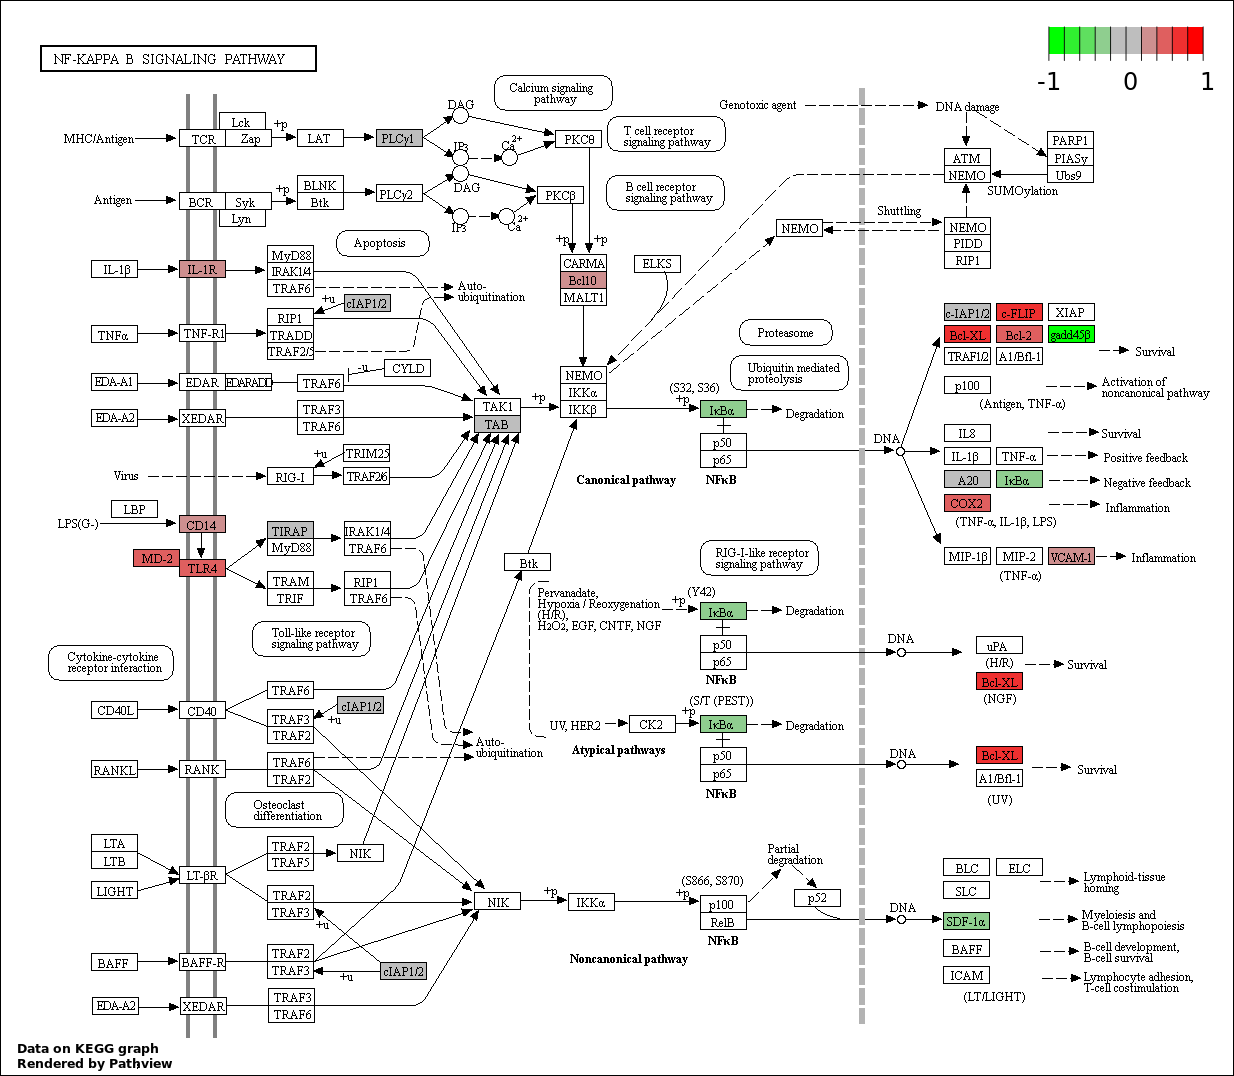 NF-KAPPA B SIGNALING PATHWAY
-1 0 1
Calcium signaling
pathway
DAG
Genotoxic agent
DNA damage
Lck
+p
MHC/Antigen
TCR
Zap
LAT
PLCγ1
PKCθ
T cell receptor
signaling pathway
PARP1
IP3
Ca2+
ATM
PIASy
NEMO
Ubs9
BLNK
DAG
B cell receptor
signaling pathway
SUMOylation
Antigen
BCR
Syk
+p
Btk
PLCγ2
PKCβ
Lyn
IP3
Ca2+
Shuttling
NEMO
NEMO
PIDD
RIP1
Apoptosis
+p
+p
MyD88
IL-1β
IL-1R
IRAK1/4
TRAF6
CARMA
Bcl10
MALT1
ELKS
Auto-
ubiquitination
+u
cIAP1/2
RIP1
TNFα
TNF-R1
TRADD
TRAF2/5
Proteasome
c-IAP1/2
c-FLIP
XIAP
Bcl-XL
Bcl-2
gadd45β
TRAF1/2
A1/Bfl-1
Survival
-u
CYLD
EDA-A1
EDAR
EDARADD
TRAF6
NEMO
IKKα
IKKβ
Ubiquitin mediated
proteolysis
p100
Activation of
noncanonical pathway
(Antigen, TNF-α)
EDA-A2
XEDAR
TRAF3
TRAF6
TAK1
TAB
+p
(S32, S36)
+p
IκBα
Degradation
p50
p65
NFκB
Canonical pathway
DNA
IL8
Survival
IL-1β
TNF-α
Positive feedback
A20
IκBα
Negative feedback
COX2
Inflammation
(TNF-α, IL-1β, LPS)
+u
TRIM25
Virus
RIG-I
TRAF2/6
LBP
LPS(G-)
CD14
TIRAP
MyD88
IRAK1/4
TRAF6
MD-2
TLR4
TRAM
TRIF
RIP1
TRAF6
Btk
RIG-I-like receptor
signaling pathway
MIP-1β
MIP-2
VCAM-1
Inflammation
(TNF-α)
Pervanadate,
Hypoxia / Reoxygenation
(H/R),
H2O2, EGF, CNTF, NGF
+p
(Y42)
IκBα
Degradation
p50
p65
NFκB
DNA
uPA
(H/R)
Survival
Bcl-XL
(NGF)
Toll-like receptor
signaling pathway
Cytokine-cytokine
receptor interaction
TRAF6
CD40L
CD40
cIAP1/2
+u
TRAF3
TRAF2
(S/T (PEST))
+p
UV, HER2
CK2
IκBα
Degradation
Atypical pathways
p50
p65
NFκB
DNA
Bcl-XL
A1/Bfl-1
Survival
(UV)
Auto-
ubiquitination
RANKL
RANK
TRAF6
TRAF2
Osteoclast
differentiation
LTA
LTB
LIGHT
LT-βR
TRAF2
TRAF5
NIK
TRAF2
TRAF3
+u
NIK
+p
IKKα
(S866, S870)
+p
p100
RelB
NFκB
Partial
degradation
p52
DNA
Noncanonical pathway
BLC
ELC
SLC
Lymphoid-tissue
homing
SDF-1α
Myeloiesis and
B-cell lymphopoiesis
BAFF
B-cell development,
B-cell survival
ICAM
Lymphocyte adhesion,
T-cell costimulation
(LT/LIGHT)
BAFF
BAFF-R
TRAF2
TRAF3
+u
cIAP1/2
EDA-A2
XEDAR
TRAF3
TRAF6
Data on KEGG graph
Rendered by Pathview